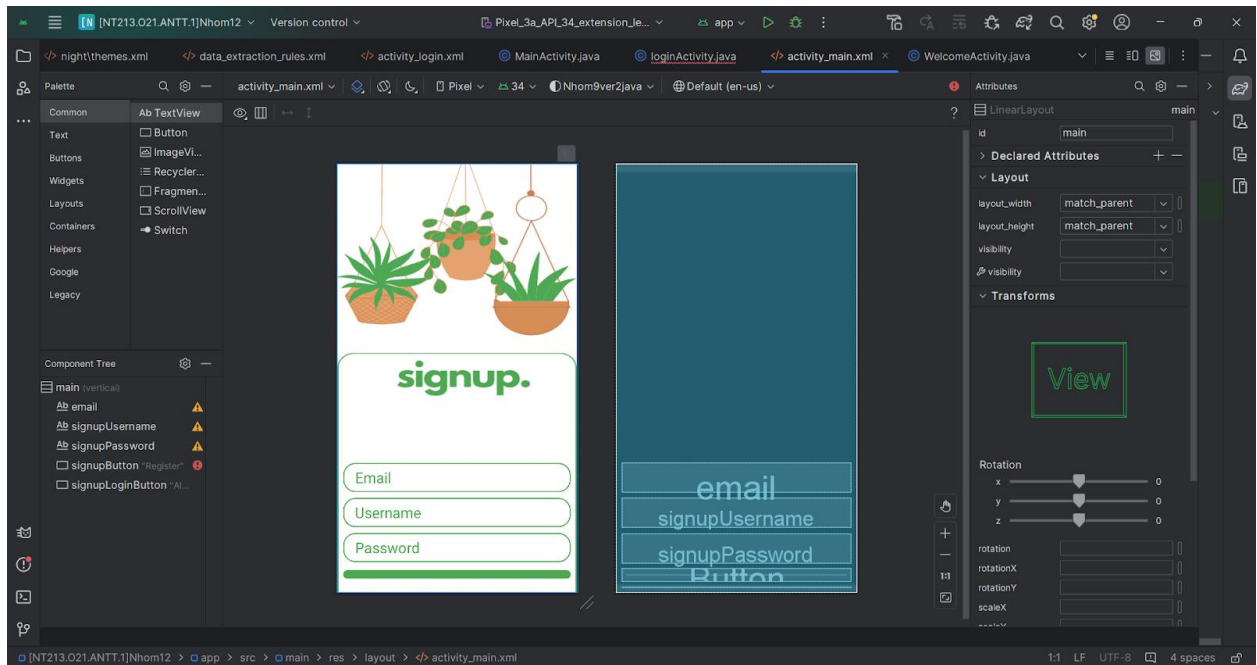 [NT213.O21.ANTT.1]Nhom12
Version control
Pixel_3a_API_34_extension_le...
app
night\themes.xml
data_extraction_rules.xml
activity_login.xml
MainActivity.java
loginActivity.java
activity_main.xml
WelcomeActivity.java
Palette
activity_main.xml
Pixel
34
Nhom9ver2java
Default (en-us)
Attributes
Common
Text
Buttons
Widgets
Layouts
Containers
Helpers
Google
Legacy
Ab TextView
Button
ImageVi...
Recycler...
Fragmen...
ScrollView
Switch
?
LinearLayout
main
id
main
Declared Attributes
Layout
layout_width
match_parent
layout_height
match_parent
visibility
visibility
Transforms
View
Rotation
x
0
y
0
z
0
rotation
rotationX
rotationY
scaleX
Component Tree
main (vertical)
Ab email
Ab signupUsername
Ab signupPassword
signupButton "Register"
signupLoginButton "Al...
signup.
Email
Username
Password
email
signupUsername
signupPassword
Button
1:1
[NT213.O21.ANTT.1]Nhom12 > app > src > main > res > layout > activity_main.xml
1:1 LF UTF-8 4 spaces